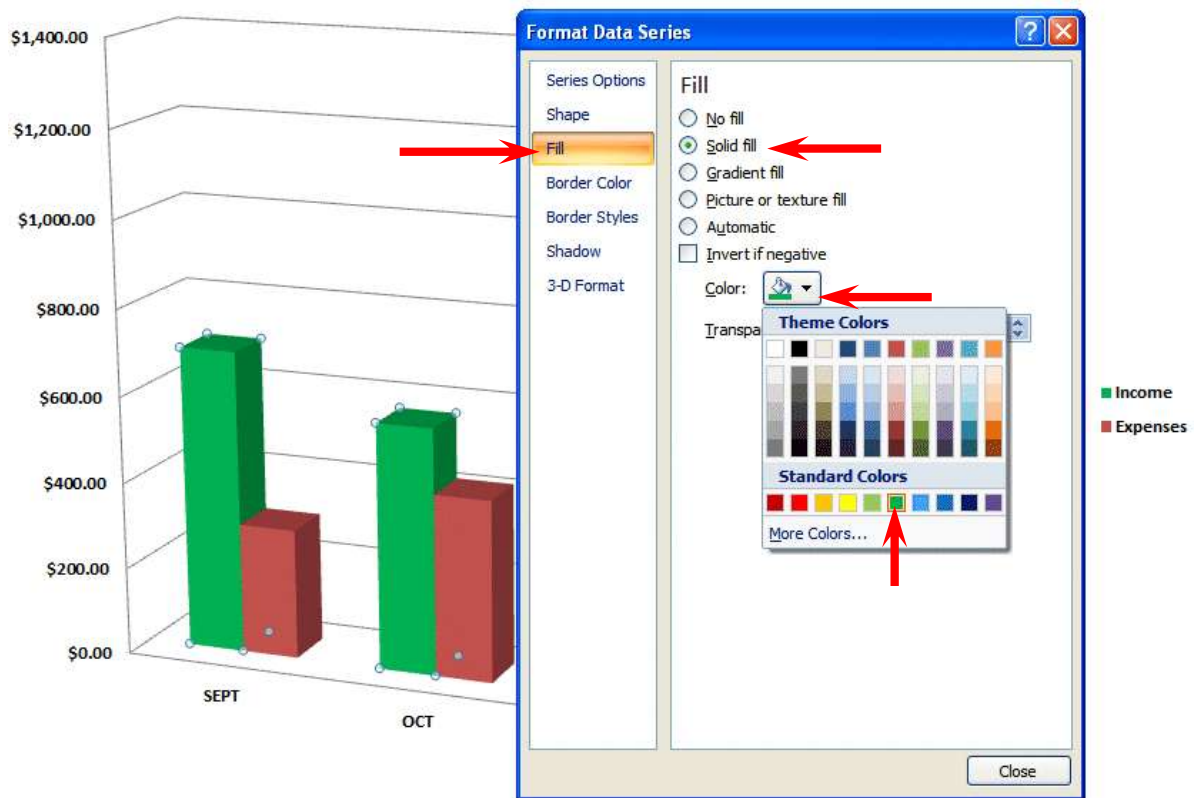 $1,400.00
$1,200.00
$1,000.00
$800.00
$600.00
$400.00
$200.00
$0.00
SEPT
OCT
Format Data Series
Series Options
Shape
Fill
Border Color
Border Styles
Shadow
3-D Format
Fill
No fill
Solid fill
Gradient fill
Picture or texture fill
Automatic
Invert if negative
Color:
Transpa
Theme Colors
Standard Colors
More Colors...
Close
Income
Expenses